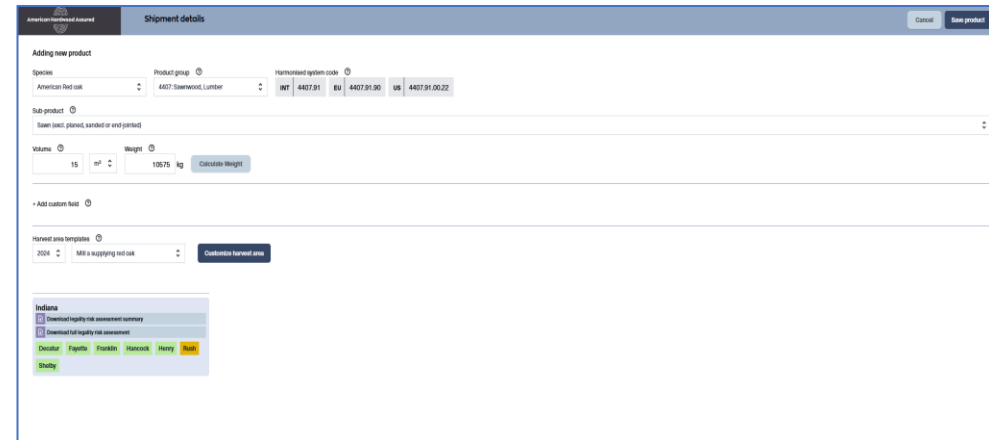 American Hardwood Assured
Shipment details
Cancel
Save product
Adding new product
Species
Product group
Harmonised system code
American Red oak
4407: Sawnwood, Lumber
INT 4407.91 EU 4407.91.90 US 4407.91.00.22
Sub-product
Sawn (excl. planed, sanded or end-jointed)
Volume
Weight
15 m³ 10575 kg Calculate Weight
+ Add custom field
Harvest area templates
2024 Mill a supplying red oak Customize harvest area
Indiana
Download legality risk assessment summary
Download full legality risk assessment
Decatur Fayette Franklin Hancock Henry Rush
Shelby